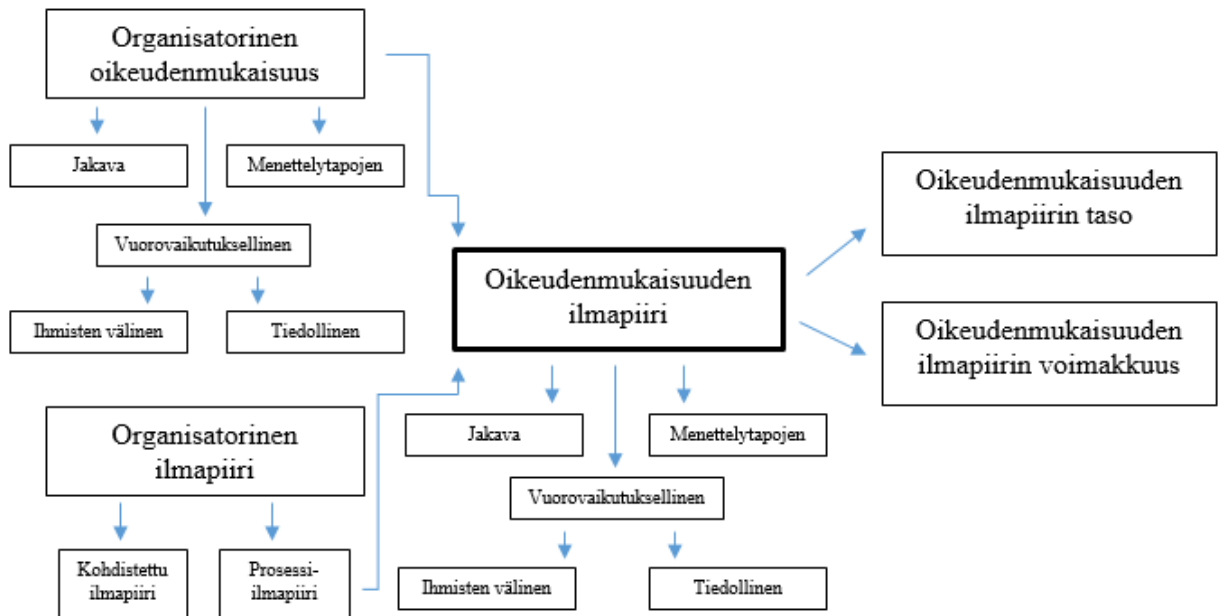 Organisatorinen
oikeudenmukaisuus
Jakava
Menettelytapojen
Vuorovaikutuksellinen
Ihmisten välinen
Tiedollinen
Organisatorinen
ilmapiiri
Kohdistettu
ilmapiiri
Prosessi-
ilmapiiri
Oikeudenmukaisuuden
ilmapiiri
Jakava
Menettelytapojen
Vuorovaikutuksellinen
Ihmisten välinen
Tiedollinen
Oikeudenmukaisuuden
ilmapiirin taso
Oikeudenmukaisuuden
ilmapiirin voimakkuus